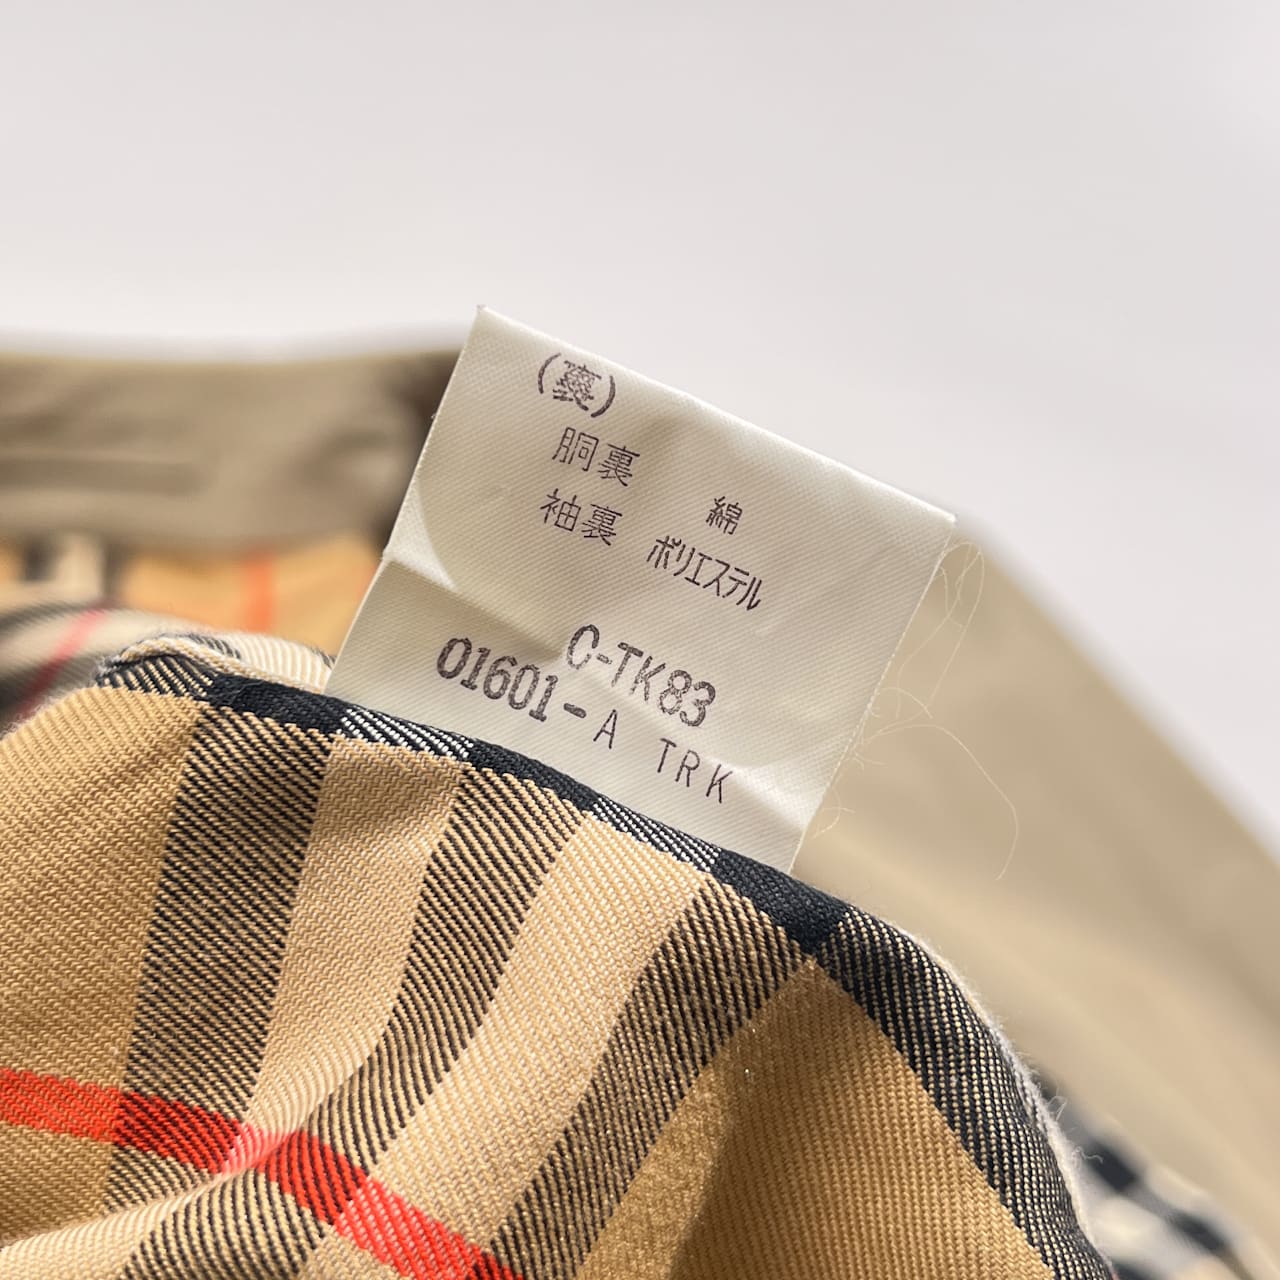 (裏)
胴裏 綿
袖裏 ポリエステル
C-TK83
01601-A TRK